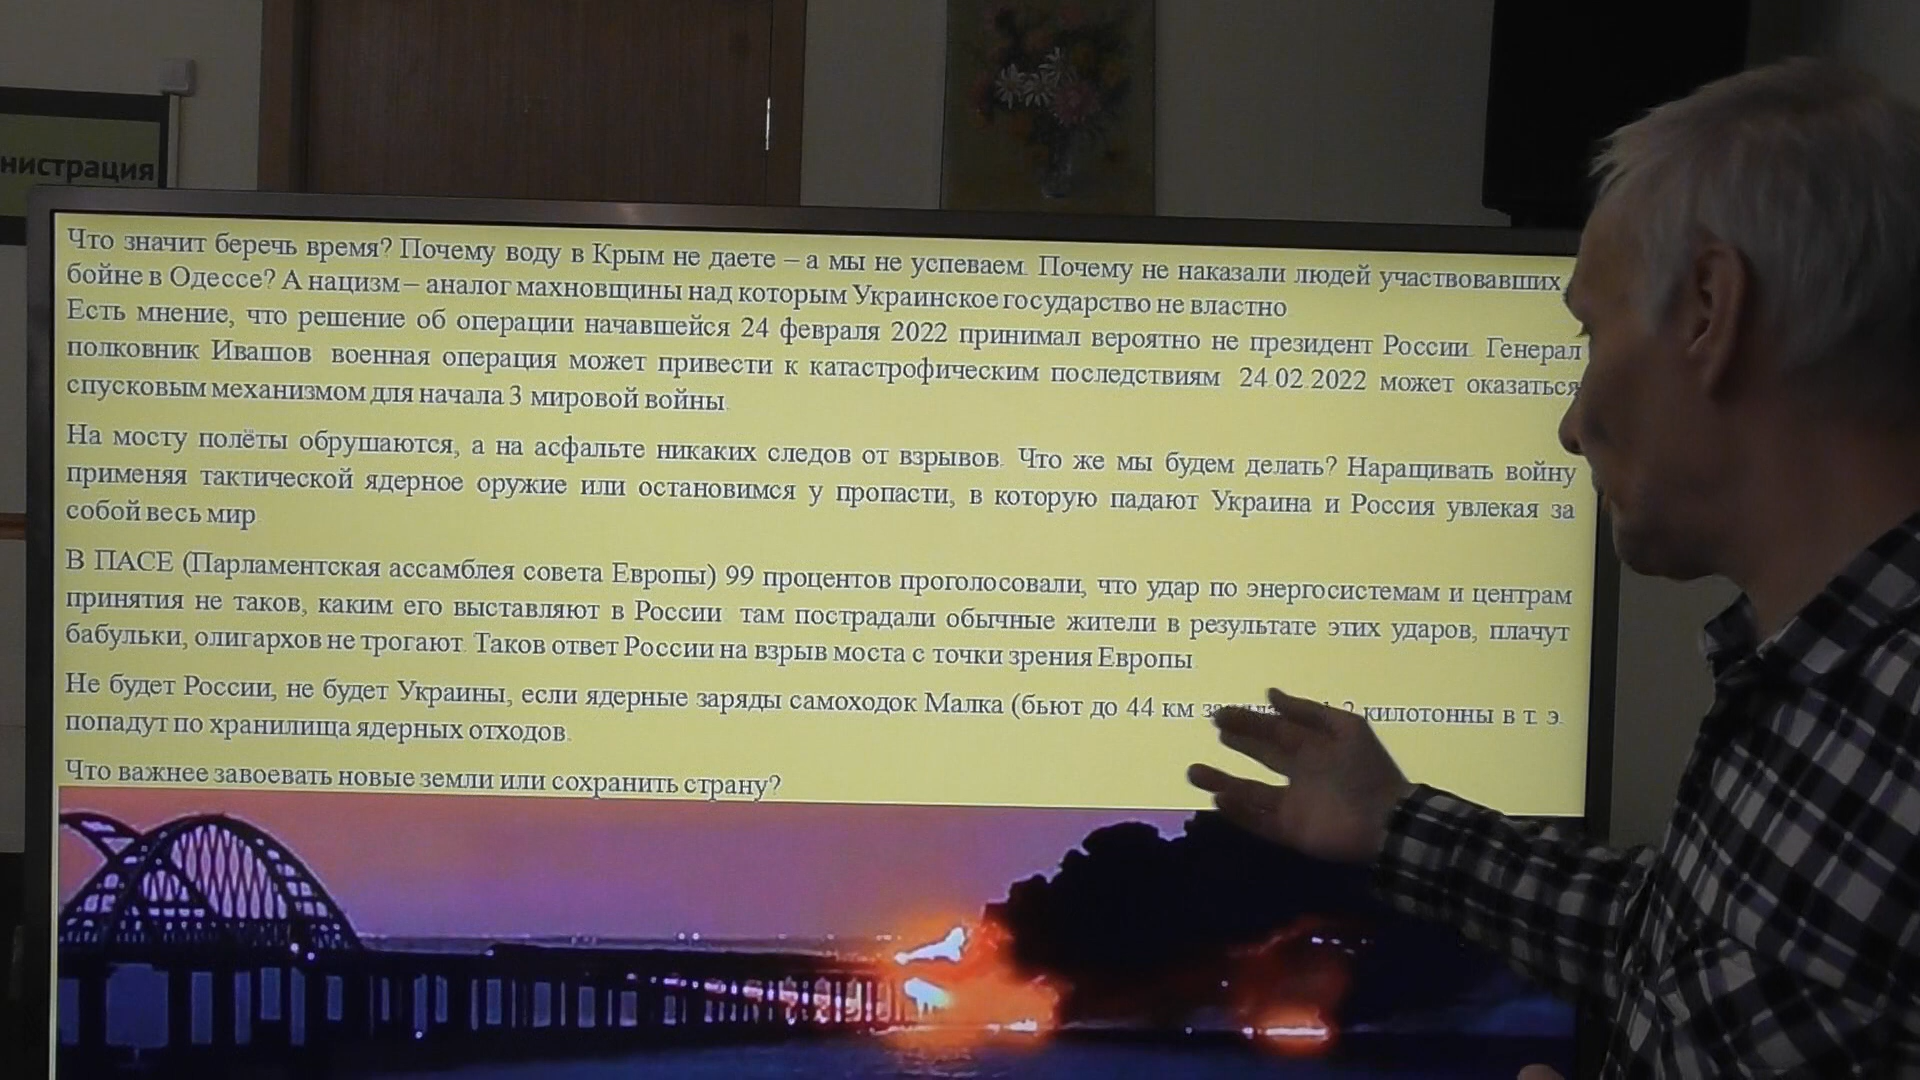 нистрация
Что значит беречь время? Почему воду в Крым не даете – а мы не успеваем. Почему не наказали людей участвовавших
бойне в Одессе? А нацизм – аналог махновщины над которым Украинское государство не властно
Есть мнение, что решение об операции начавшейся 24 февраля 2022 принимал вероятно не президент России. Генерал
полковник Ивашов военная операция может привести к катастрофическим последствиям 24.02.2022 может оказаться
спусковым механизмом для начала 3 мировой войны.
На мосту полёты обрушаются, а на асфальте никаких следов от взрывов. Что же мы будем делать? Наращивать войну
применяя тактической ядерное оружие или остановимся у пропасти, в которую падают Украина и Россия увлекая за
собой весь мир
В ПАСЕ (Парламентская ассамблея совета Европы) 99 процентов проголосовали, что удар по энергосистемам и центрам
принятия не таков, каким его выставляют в России там пострадали обычные жители в результате этих ударов, плачут
бабульки, олигархов не трогают. Таков ответ России на взрыв моста с точки зрения Европы
Не будет России, не будет Украины, если ядерные заряды самоходок Малка (бьют до 44 км килотонны в т. э.
попадут по хранилища ядерных отходов.
Что важнее завоевать новые земли или сохранить страну?